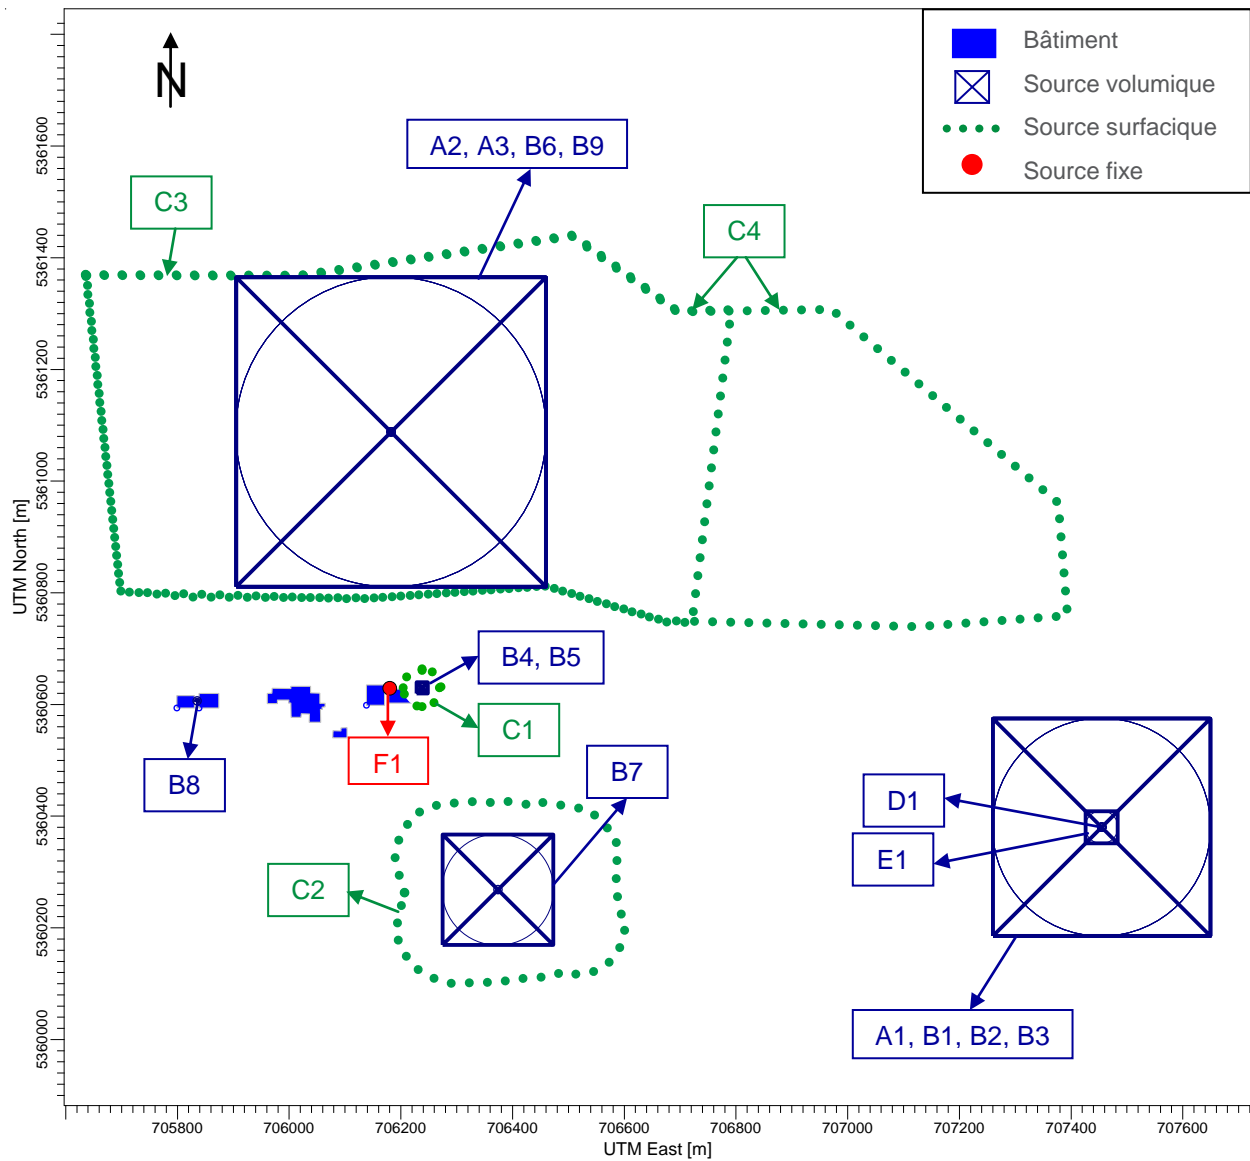 Bâtiment
Source volumique
Source surfacique
Source fixe
N
A2, A3, B6, B9
C3
C4
B4, B5
C1
F1
B8
B7
C2
D1
E1
A1, B1, B2, B3
UTM North [m]
5361600
5361400
5361200
5361000
5360800
5360600
5360400
5360200
5360000
705800 706000 706200 706400 706600 706800 707000 707200 707400 707600
UTM East [m]